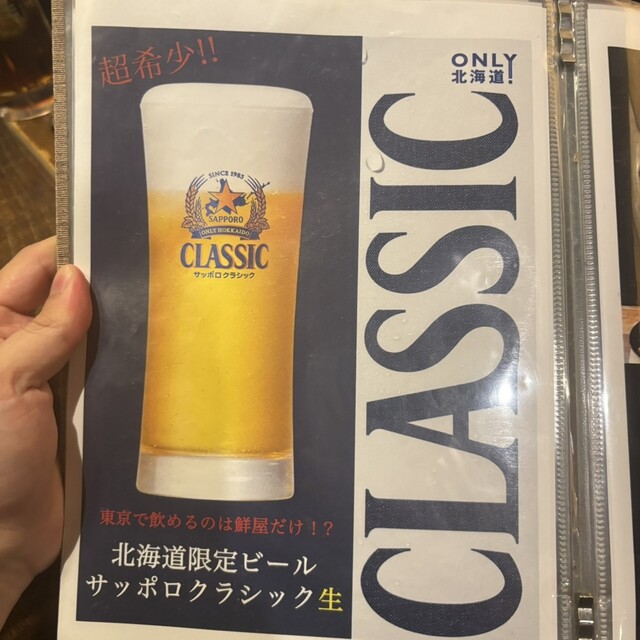 超希少!!
ONLY
北海道!
SINCE 1985
SAPPORO
ONLY HOKKAIDO
CLASSIC
サッポロクラシック
CLASSIC
東京で飲めるのは鮮屋だけ!?
北海道限定ビール
サッポロクラシック生